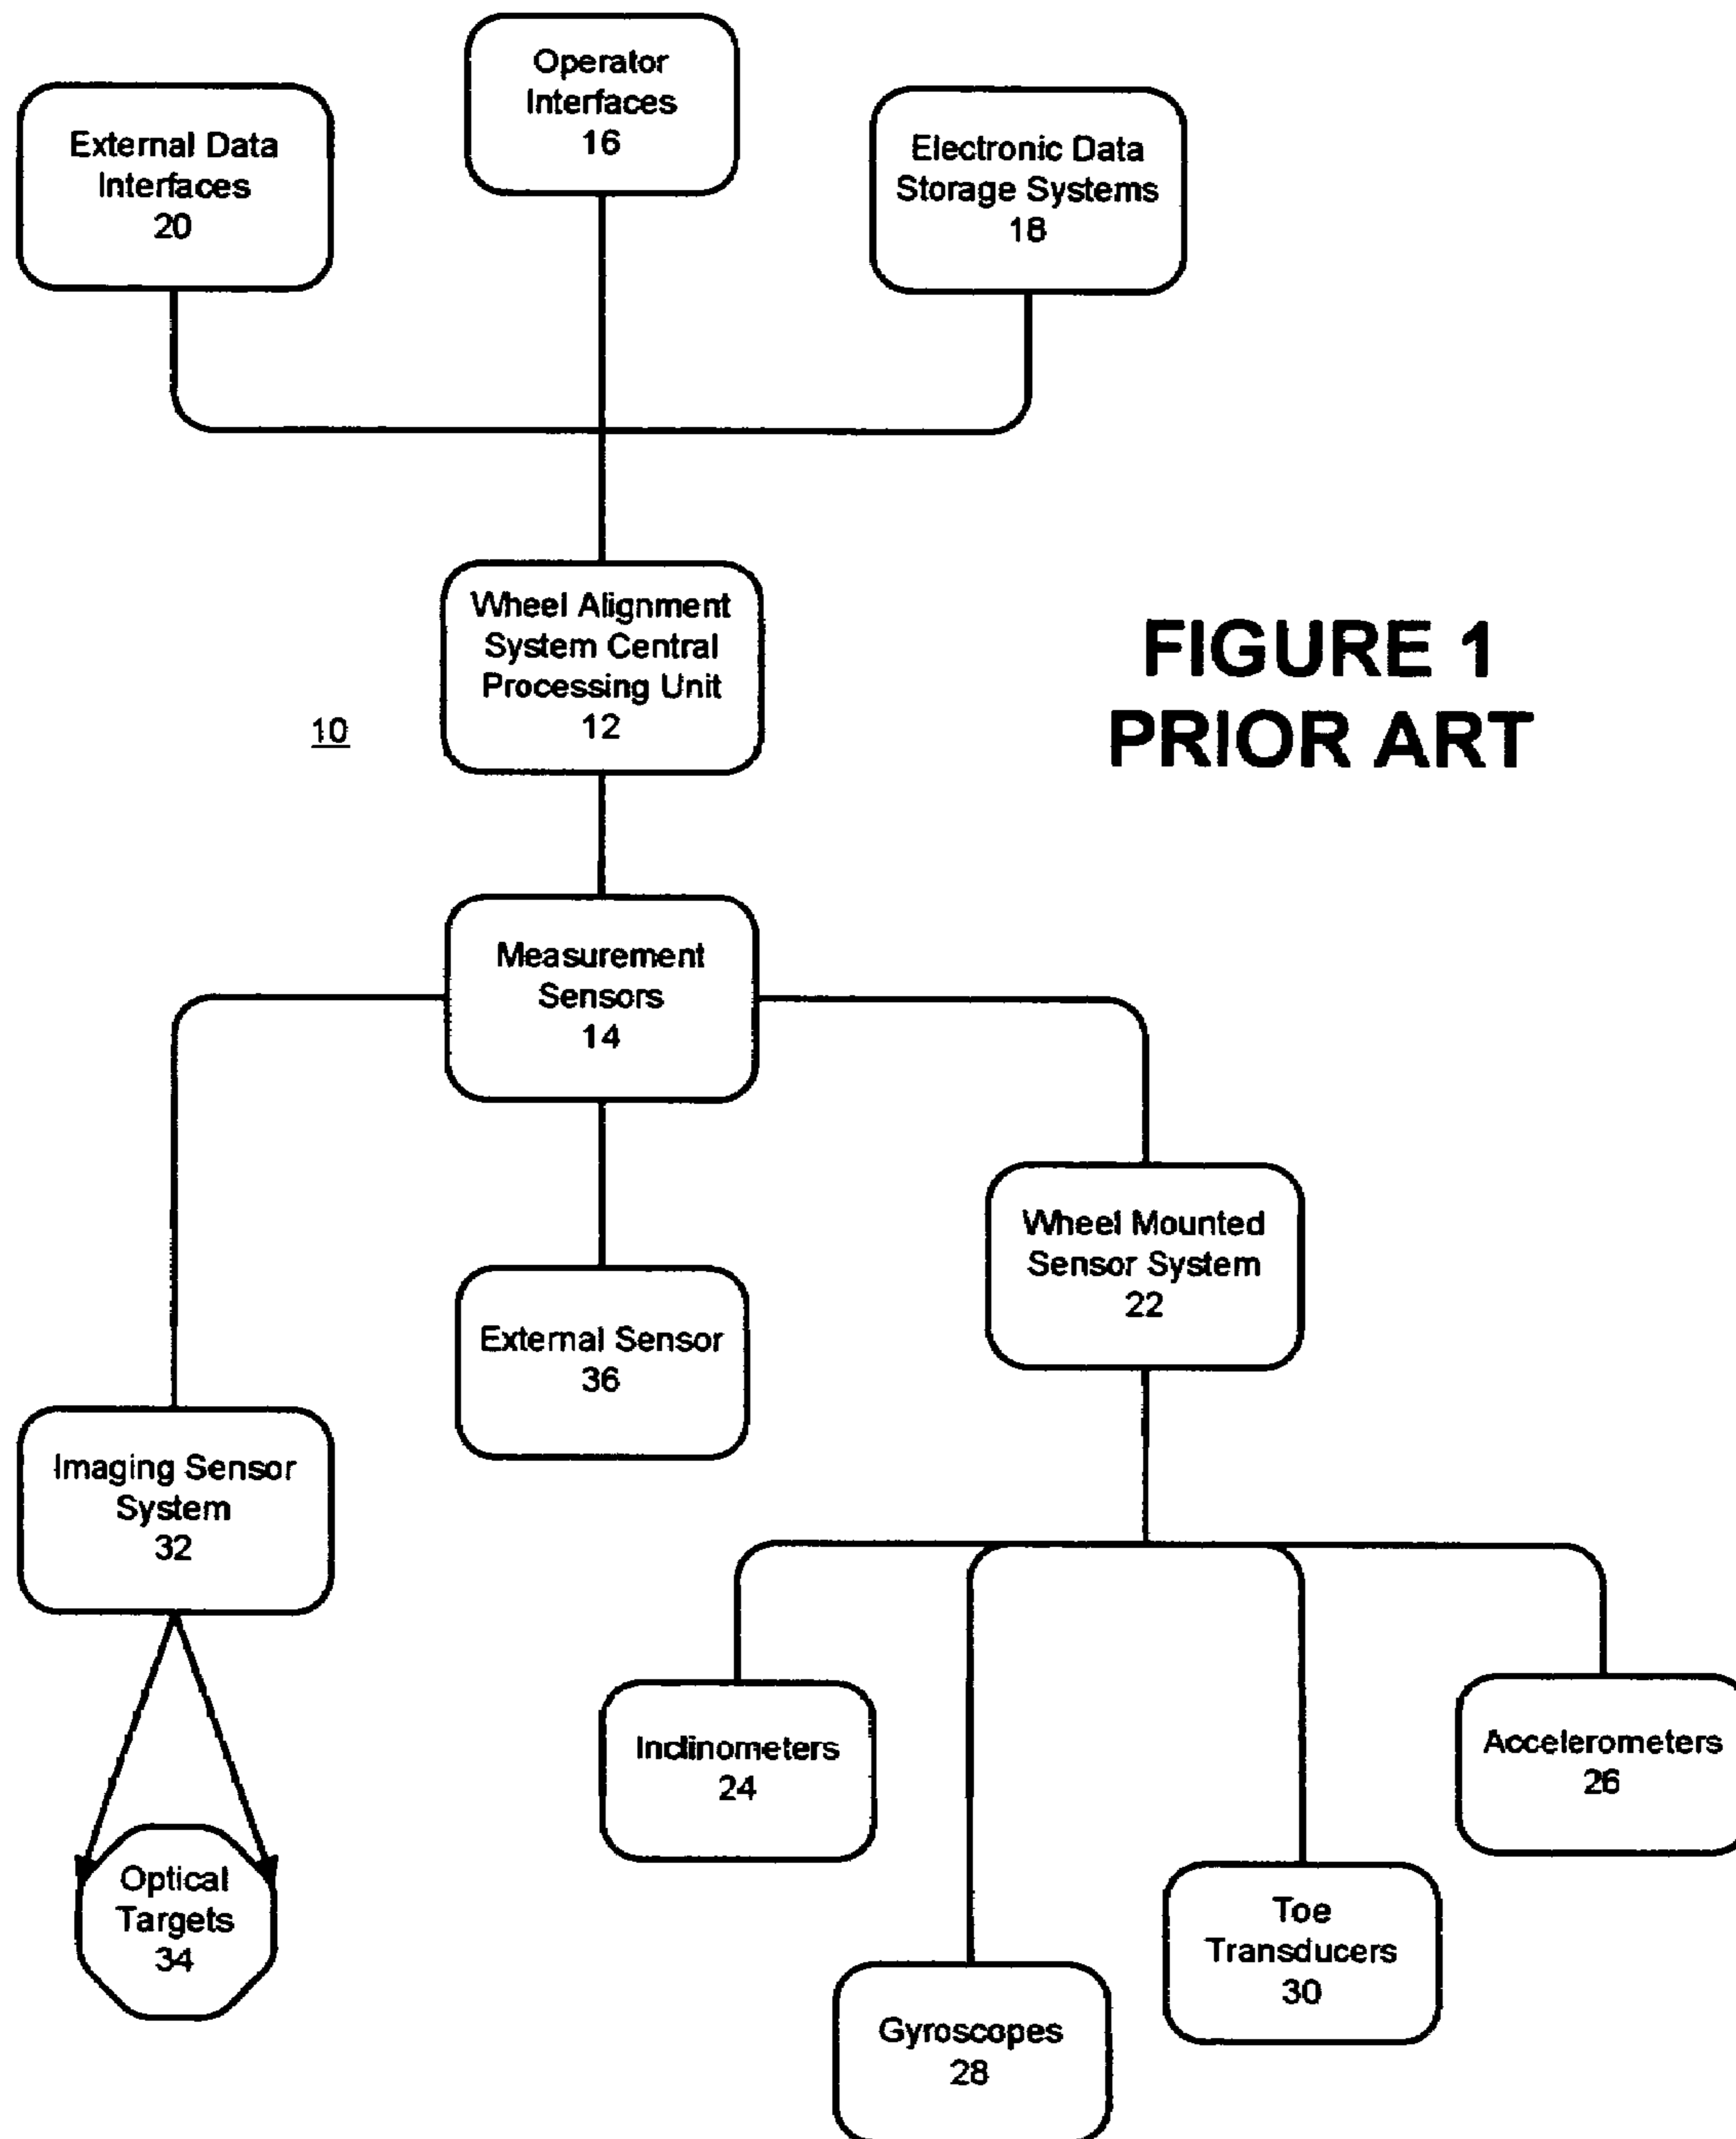 Operator
Interfaces
16
External Data
Interfaces
20
Electronic Data
Storage Systems
18
Wheel Alignment
System Central
Processing Unit
12
10
FIGURE 1
PRIOR ART
Measurement
Sensors
14
Wheel Mounted
Sensor System
22
External Sensor
36
Imaging Sensor
System
32
Inclinometers
24
Accelerometers
26
Optical
Targets
34
Toe
Transducers
30
Gyroscopes
28